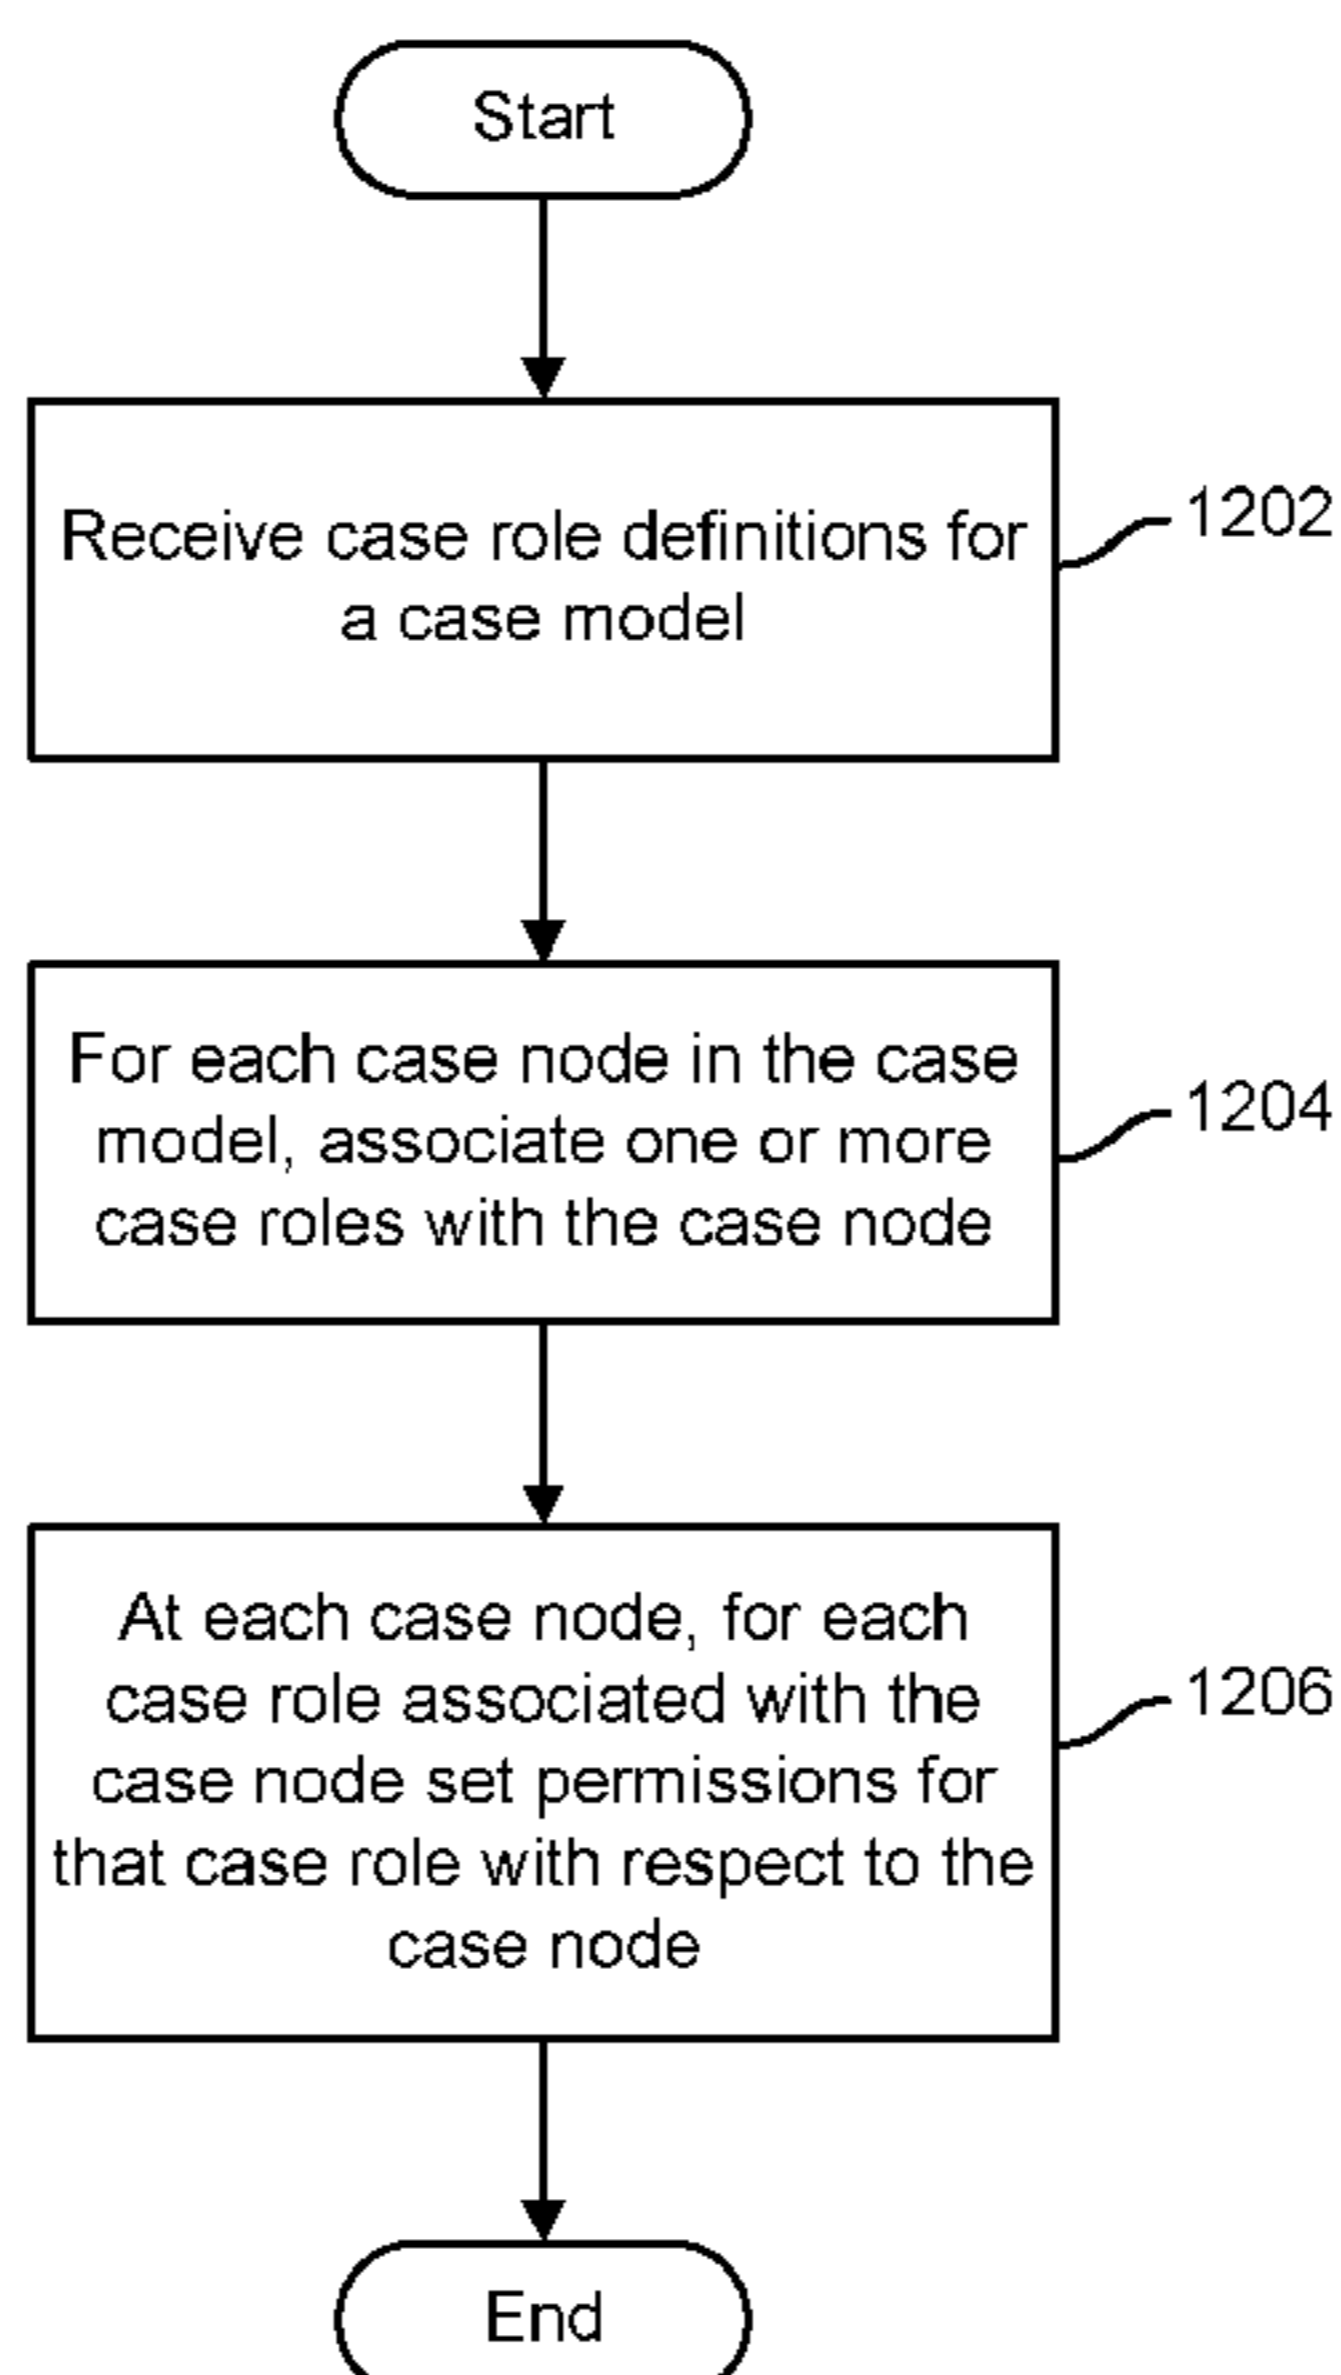 Start
Receive case role definitions for
a case model
1202
For each case node in the case
model, associate one or more
case roles with the case node
1204
At each case node, for each
case role associated with the
case node set permissions for
that case role with respect to the
case node
1206
End